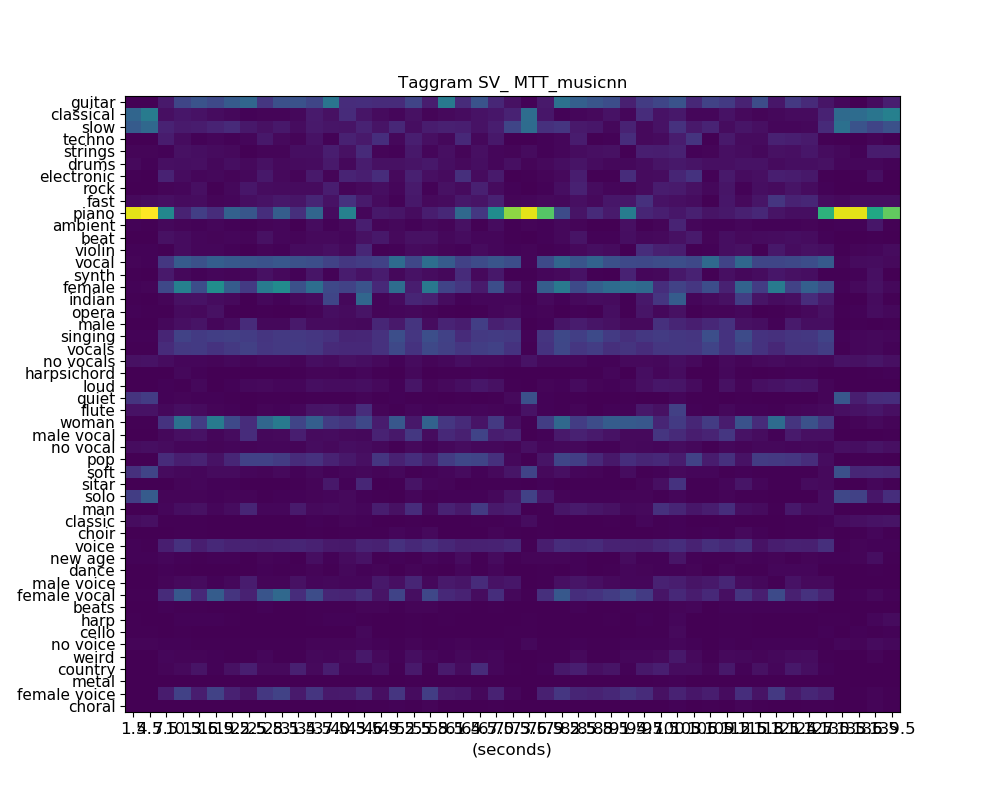 Taggram SV_ MTT_musicnn
guitar
classical
slow
techno
strings
drums
electronic
rock
fast
piano
ambient
beat
violin
vocal
synth
female
indian
opera
male
singing
vocals
no vocals
harpsichord
loud
quiet
flute
woman
male vocal
no vocal
pop
soft
sitar
solo
man
classic
choir
voice
new age
dance
male voice
female vocal
beats
harp
cello
no voice
weird
country
metal
female voice
choral
(seconds)